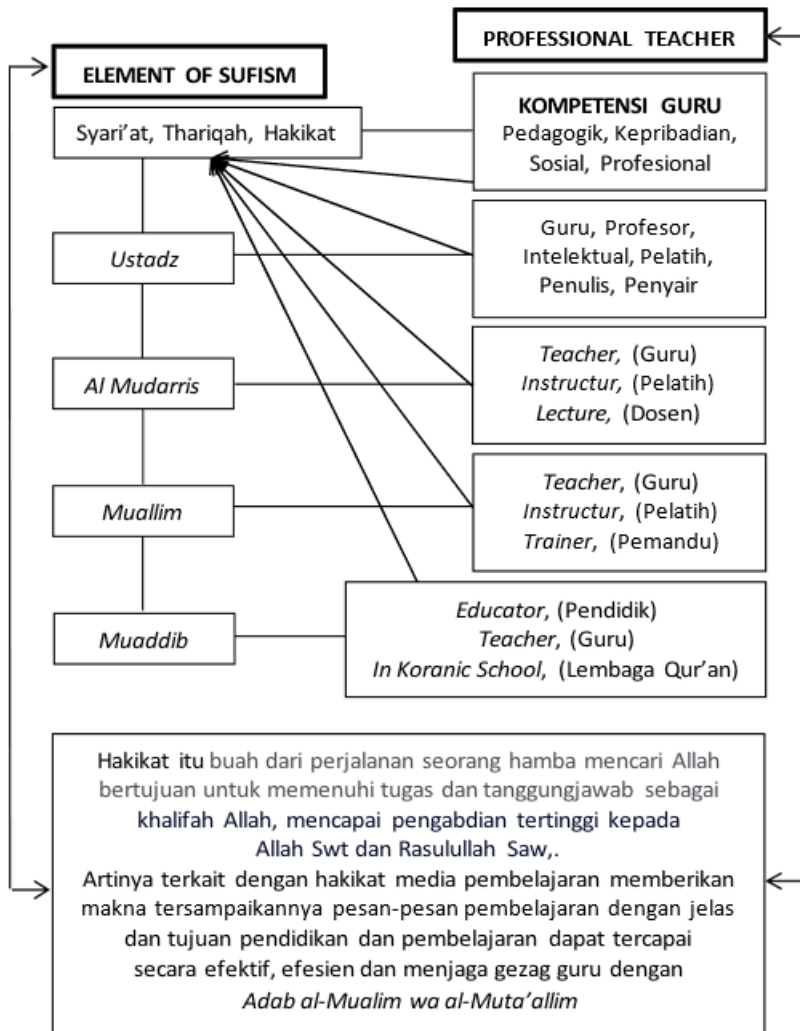 PROFESSIONAL TEACHER
ELEMENT OF SUFISM
KOMPETENSI GURU
Pedagogik, Kepribadian,
Sosial, Profesional
Syari'at, Thariqah, Hakikat
Guru, Profesor,
Intelektual, Pelatih,
Penulis, Penyair
Ustadz
Teacher, (Guru)
Instructur, (Pelatih)
Lecture, (Dosen)
Al Mudarris
Teacher, (Guru)
Instructur, (Pelatih)
Trainer, (Pemandu)
Muallim
Educator, (Pendidik)
Teacher, (Guru)
In Koranic School, (Lembaga Qur'an)
Muaddib
Hakikat itu buah dari perjalanan seorang hamba mencari Allah
bertujuan untuk memenuhi tugas dan tanggungjawab sebagai
khalifah Allah, mencapai pengabdian tertinggi kepada
Allah Swt dan Rasulullah Saw,.
Artinya terkait dengan hakikat media pembelajaran memberikan
makna tersampaikannya pesan-pesan pembelajaran dengan jelas
dan tujuan pendidikan dan pembelajaran dapat tercapai
secara efektif, efesien dan menjaga gezag guru dengan
Adab al-Mualim wa al-Muta'allim